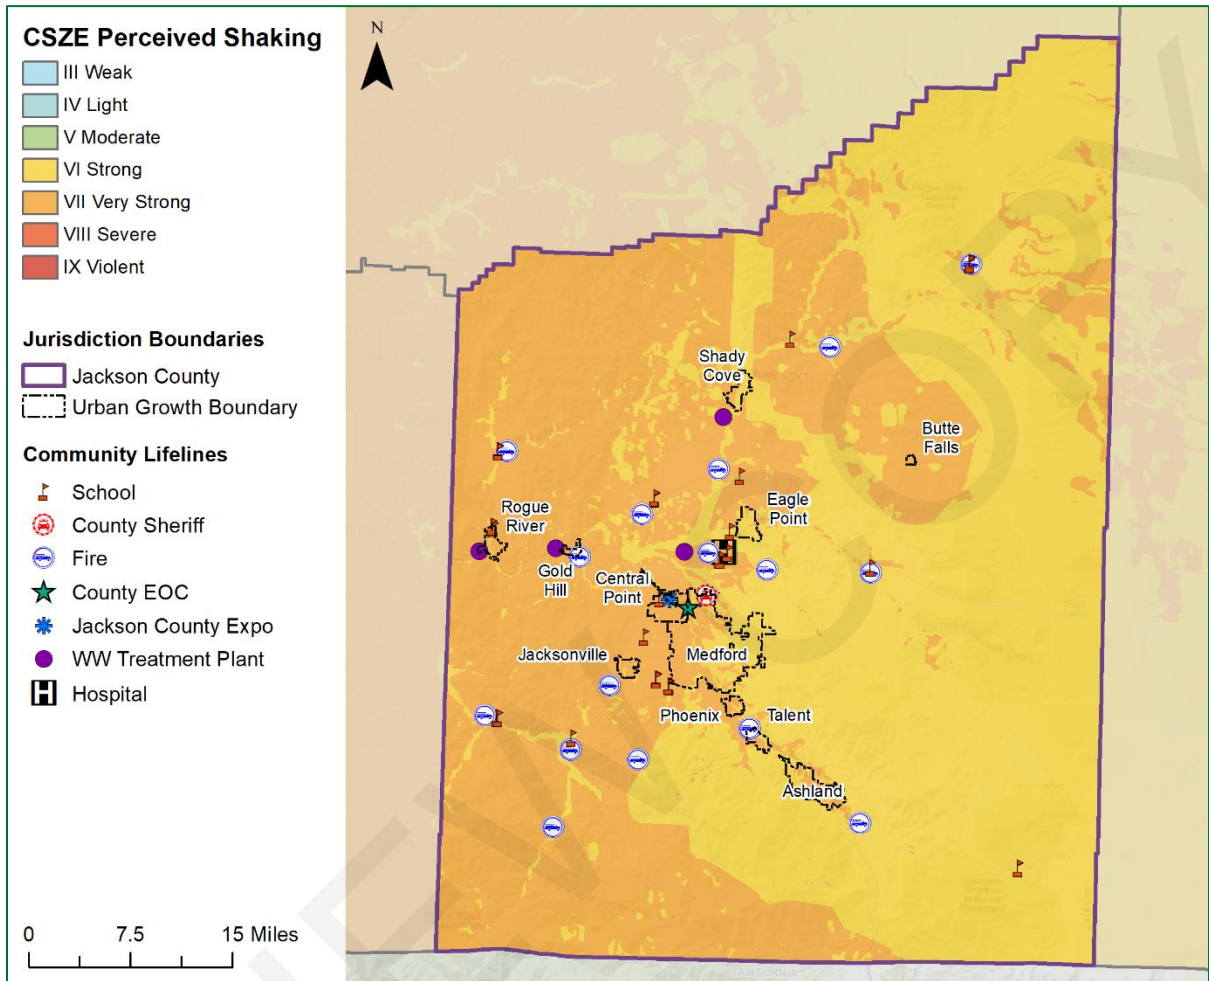 CSZE Perceived Shaking
III Weak
IV Light
V Moderate
VI Strong
VII Very Strong
VIII Severe
IX Violent
Jurisdiction Boundaries
Jackson County
Urban Growth Boundary
Community Lifelines
School
County Sheriff
Fire
County EOC
Jackson County Expo
WW Treatment Plant
H
Hospital
0 7.5 15 Miles
N
Shady
Cove
Butte
Falls
Eagle
Point
Rogue
River
Gold
Hill
Central
Point
Jacksonville
Medford
Phoenix
Talent
Ashland
CALIFORNIA